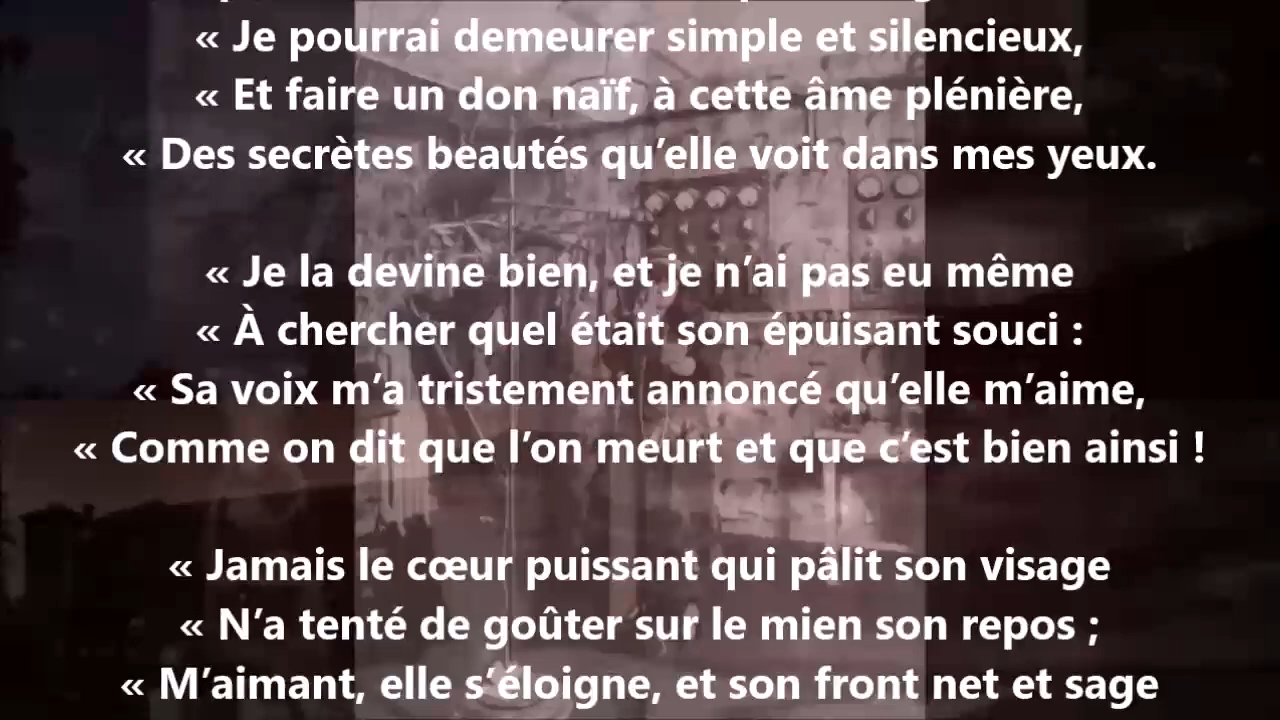 « Je pourrai demeurer simple et silencieux,
« Et faire un don naïf, à cette âme plénière,
« Des secrètes beautés qu’elle voit dans mes yeux.
« Je la devine bien, et je n’ai pas eu même
« À chercher quel était son épuisant souci :
« Sa voix m’a tristement annoncé qu’elle m’aime,
« Comme on dit que l’on meurt et que c’est bien ainsi !
« Jamais le cœur puissant qui pâlit son visage
« N’a tenté de goûter sur le mien son repos ;
« M’aimant, elle s’éloigne, et son front net et sage